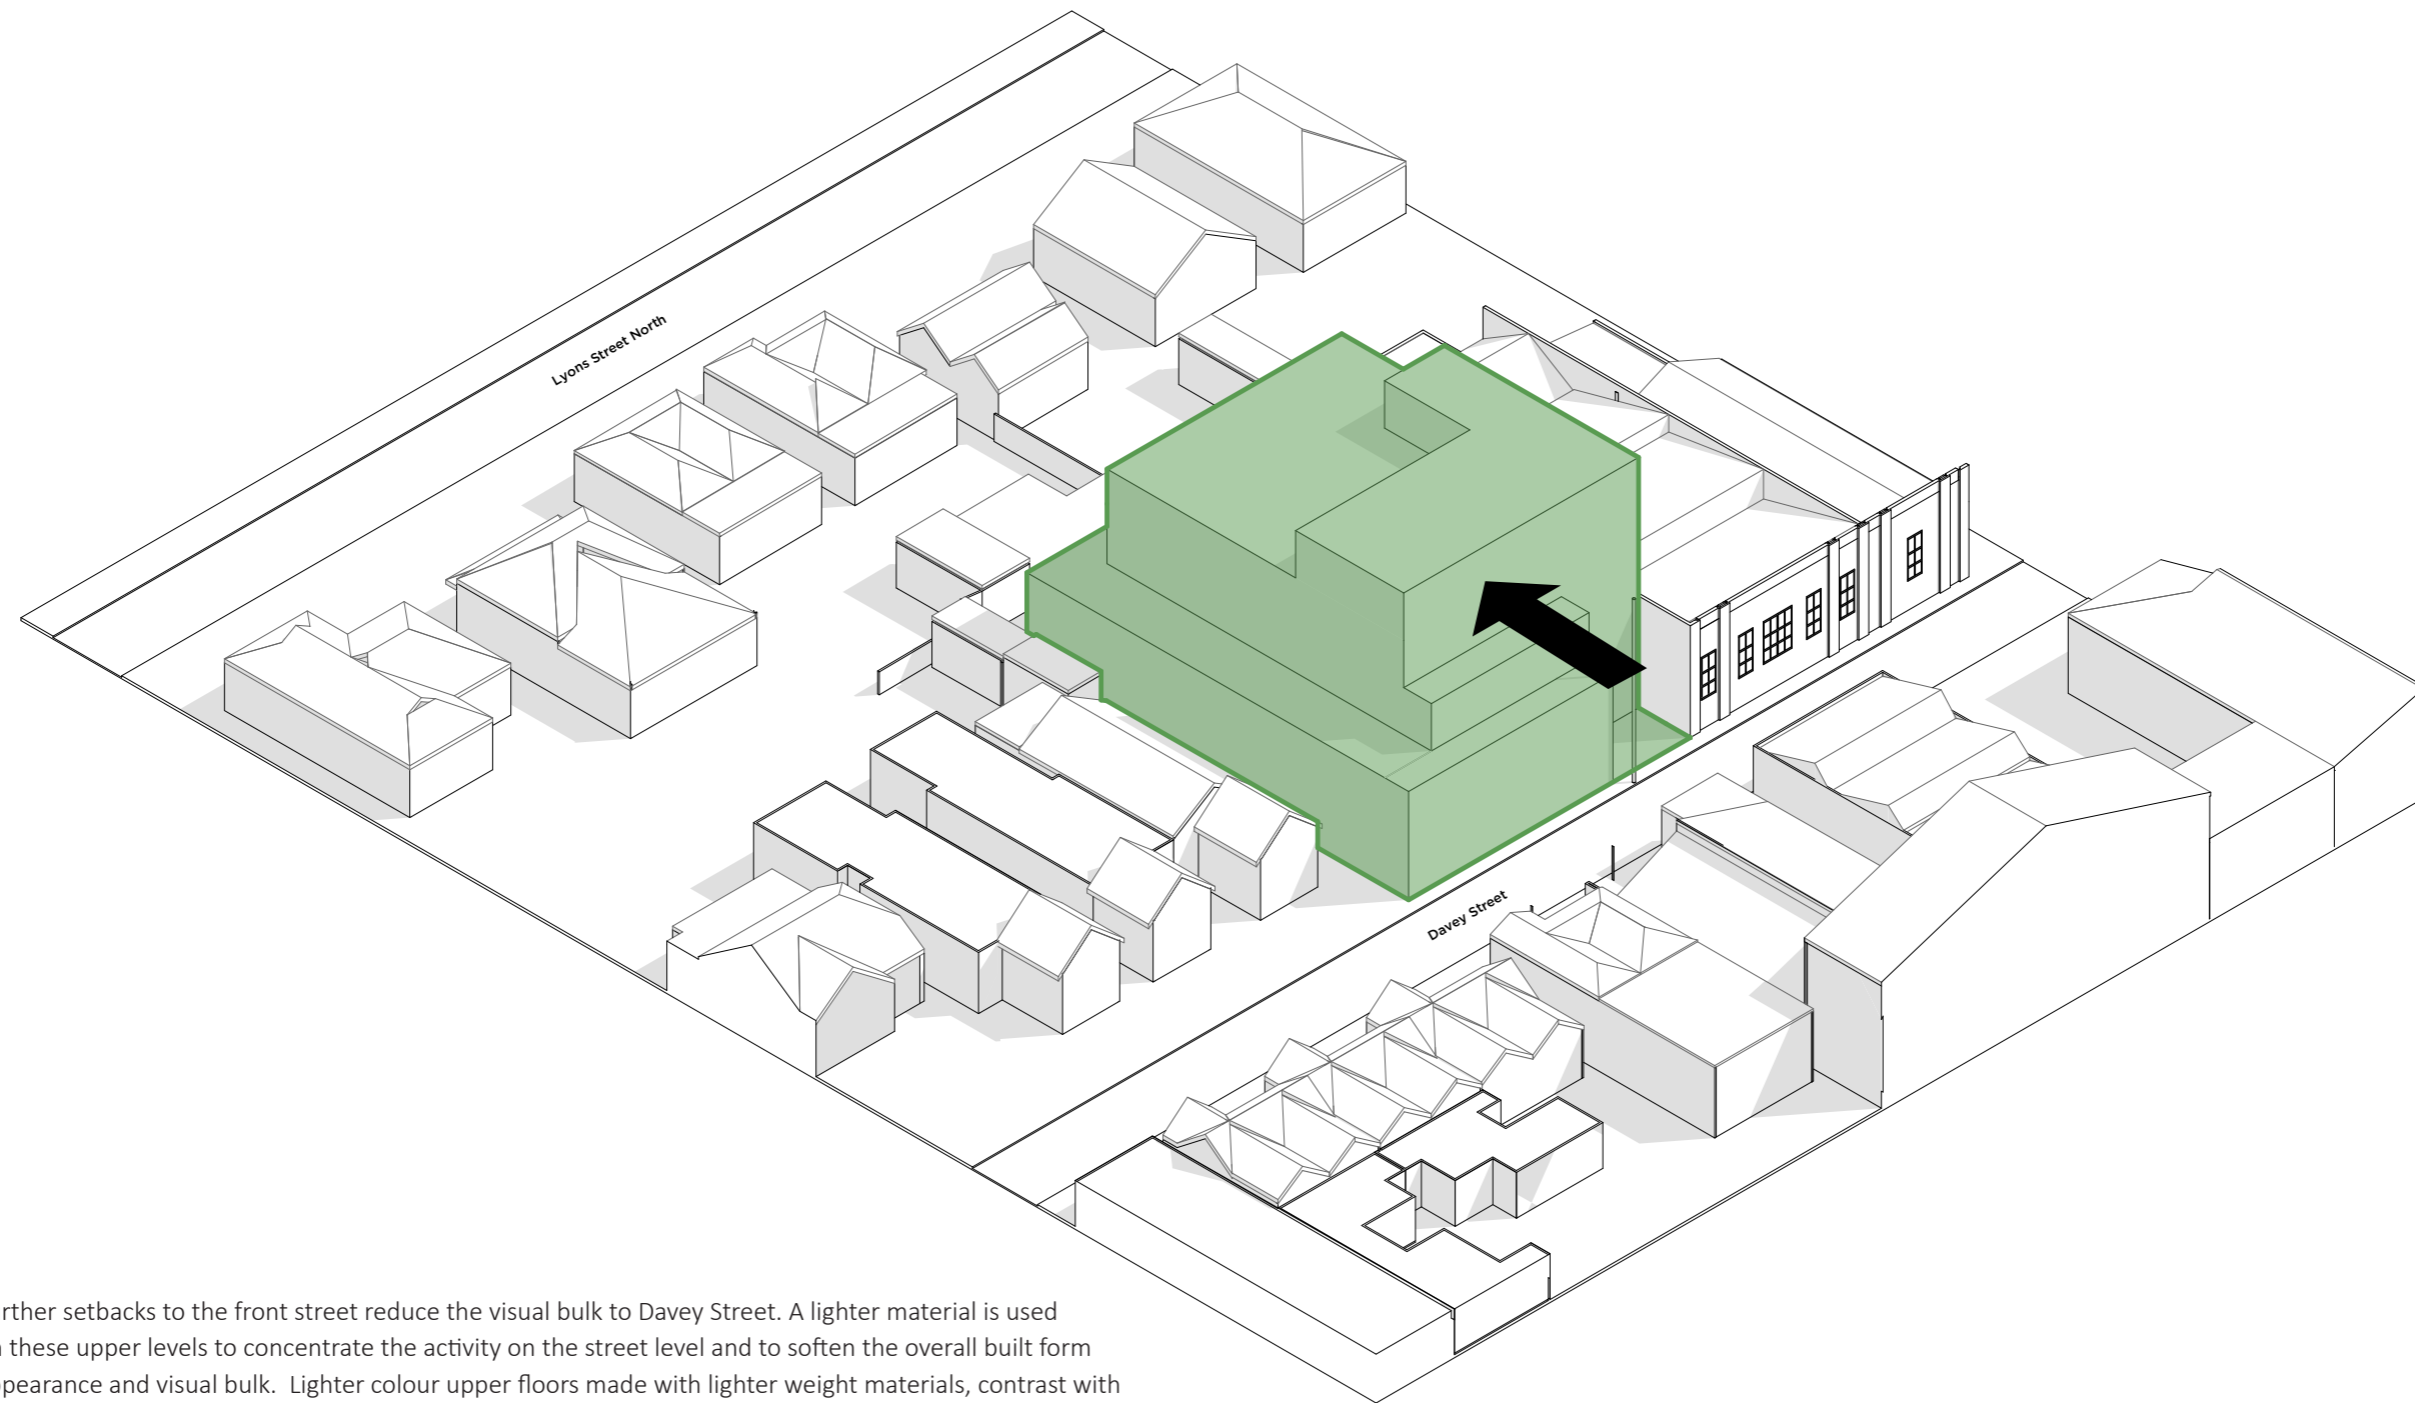 Lyons Street North
Davey Street
rther setbacks to the front street reduce the visual bulk to Davey Street. A lighter material is used
these upper levels to concentrate the activity on the street level and to soften the overall built form
pearance and visual bulk.  Lighter colour upper floors made with lighter weight materials, contrast with